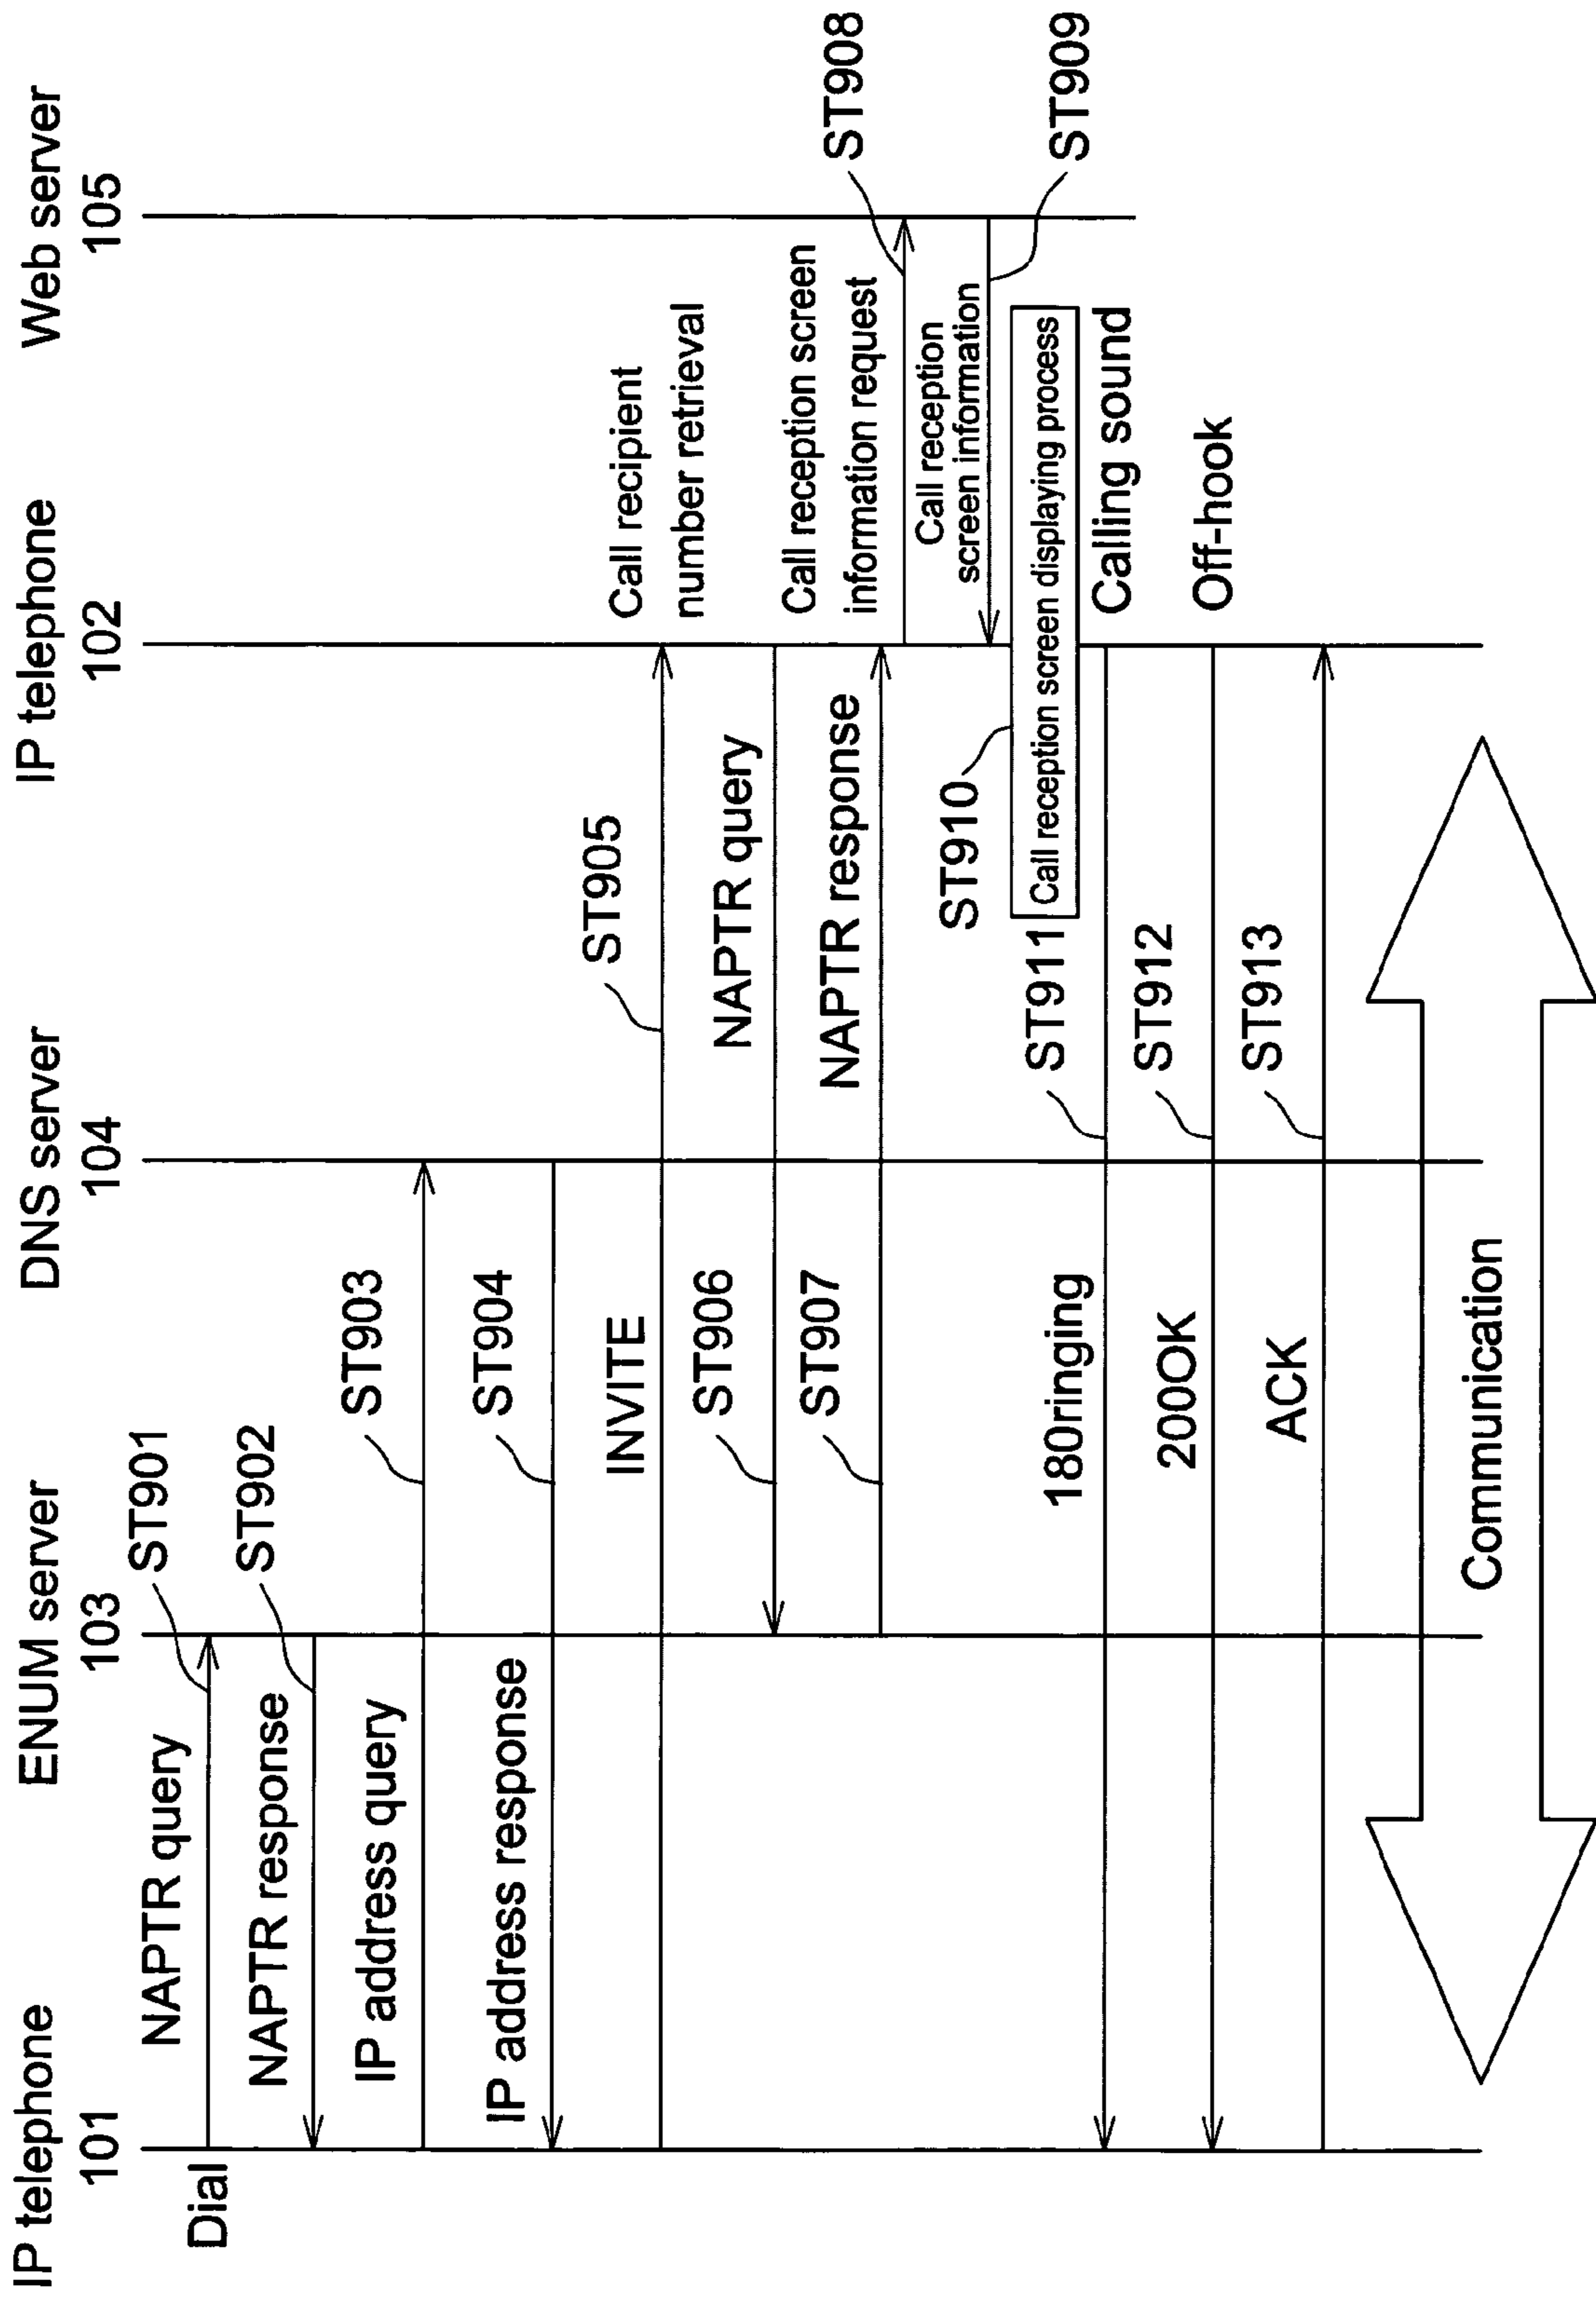 IP telephone
101
ENUM server
103
DNS server
104
IP telephone
102
Web server
105
Dial
NAPTR query
ST901
NAPTR response
ST902
IP address query
ST903
IP address response
ST904
INVITE
ST905
Call recipient
number retrieval
ST906
NAPTR query
ST907
NAPTR response
Call reception screen
information request
ST908
Call reception
screen information
ST909
ST910
Call reception screen displaying process
180ringing
ST911
Calling sound
200OK
ST912
Off-hook
ACK
ST913
Communication